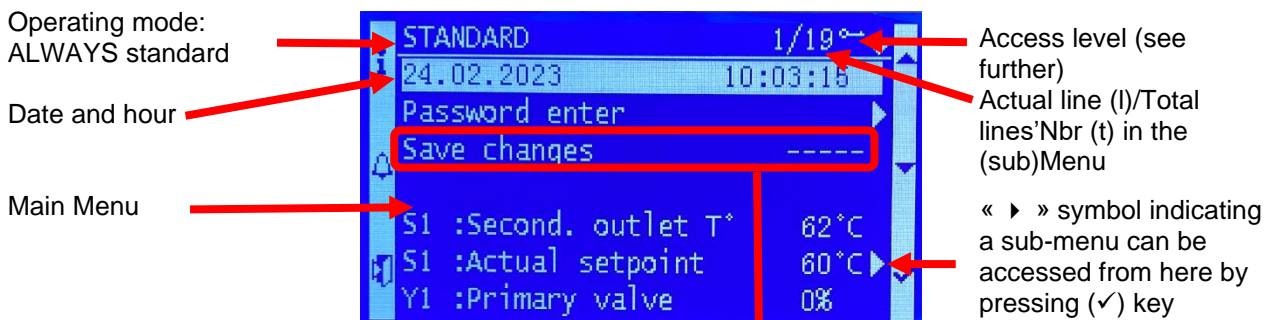 Operating mode:
ALWAYS standard
Date and hour
Main Menu
STANDARD 1/19
24.02.2023 10:03:15
Password enter
Save changes -----
S1 :Second. outlet T° 62°C
S1 :Actual setpoint 60°C
Y1 :Primary valve 0%
Access level (see
further)
Actual line (l)/Total
lines'Nbr (t) in the
(sub)Menu
« » symbol indicating
a sub-menu can be
accessed from here by
pressing (✓) key